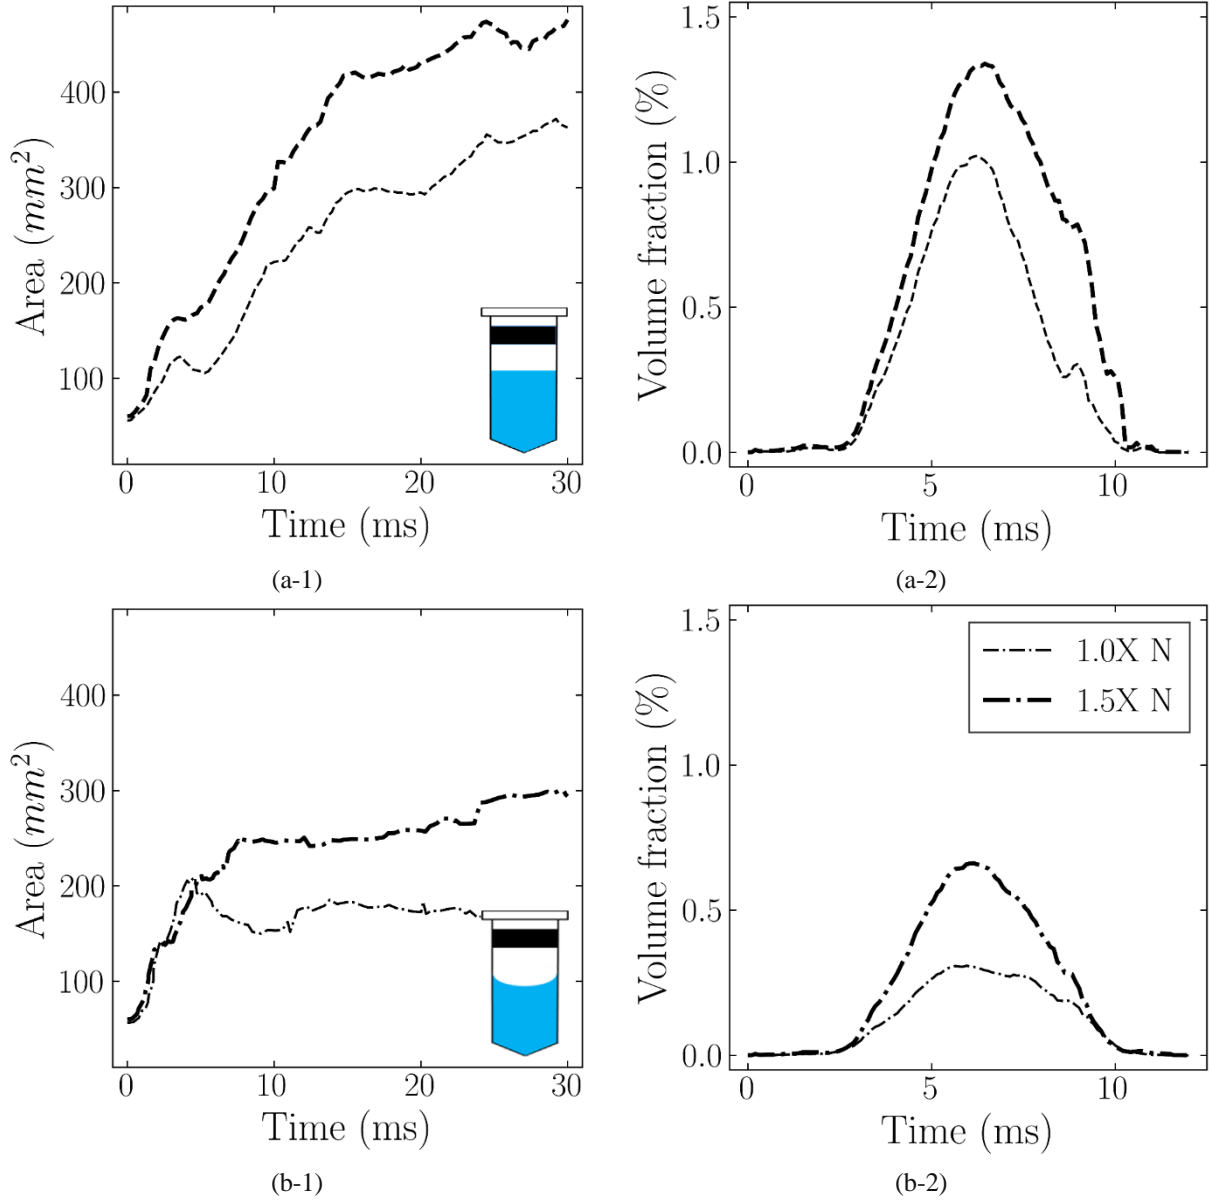 400
300
200
100
0 10 20 30
Area (mm²)
Time (ms)
(a-1)
1.5
1.0
0.5
0.0
0 5 10
Volume fraction (%)
Time (ms)
(a-2)
400
300
200
100
0 10 20 30
Area (mm²)
Time (ms)
(b-1)
1.5
1.0
0.5
0.0
0 5 10
Volume fraction (%)
Time (ms)
1.0X N
1.5X N
(b-2)